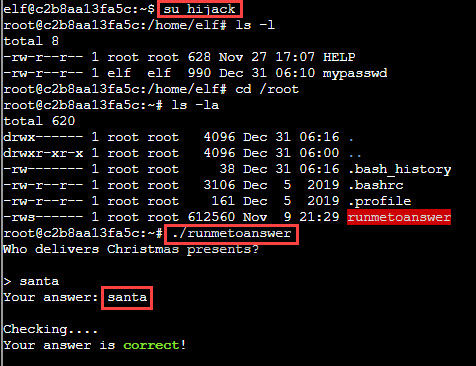 elf@c2b8aa13fa5c:~$ su hijack
root@c2b8aa13fa5c:/home/elf# ls -l
total 8
-rw-r--r-- 1 root root 628 Nov 27 17:07 HELP
-rw-r--r-- 1 elf  elf  990 Dec 31 06:10 mypasswd
root@c2b8aa13fa5c:/home/elf# cd /root
root@c2b8aa13fa5c:~# ls -la
total 620
drwx------ 1 root root   4096 Dec 31 06:16 .
drwxr-xr-x 1 root root   4096 Dec 31 06:00 ..
-rw------- 1 root root     38 Dec 31 06:16 .bash_history
-rw-r--r-- 1 root root   3106 Dec  5  2019 .bashrc
-rw-r--r-- 1 root root    161 Dec  5  2019 .profile
-rws------ 1 root root 612560 Nov  9 21:29 runmetoanswer
root@c2b8aa13fa5c:~# ./runmetoanswer
Who delivers Christmas presents?
> santa
Your answer: santa
Checking....
Your answer is correct!